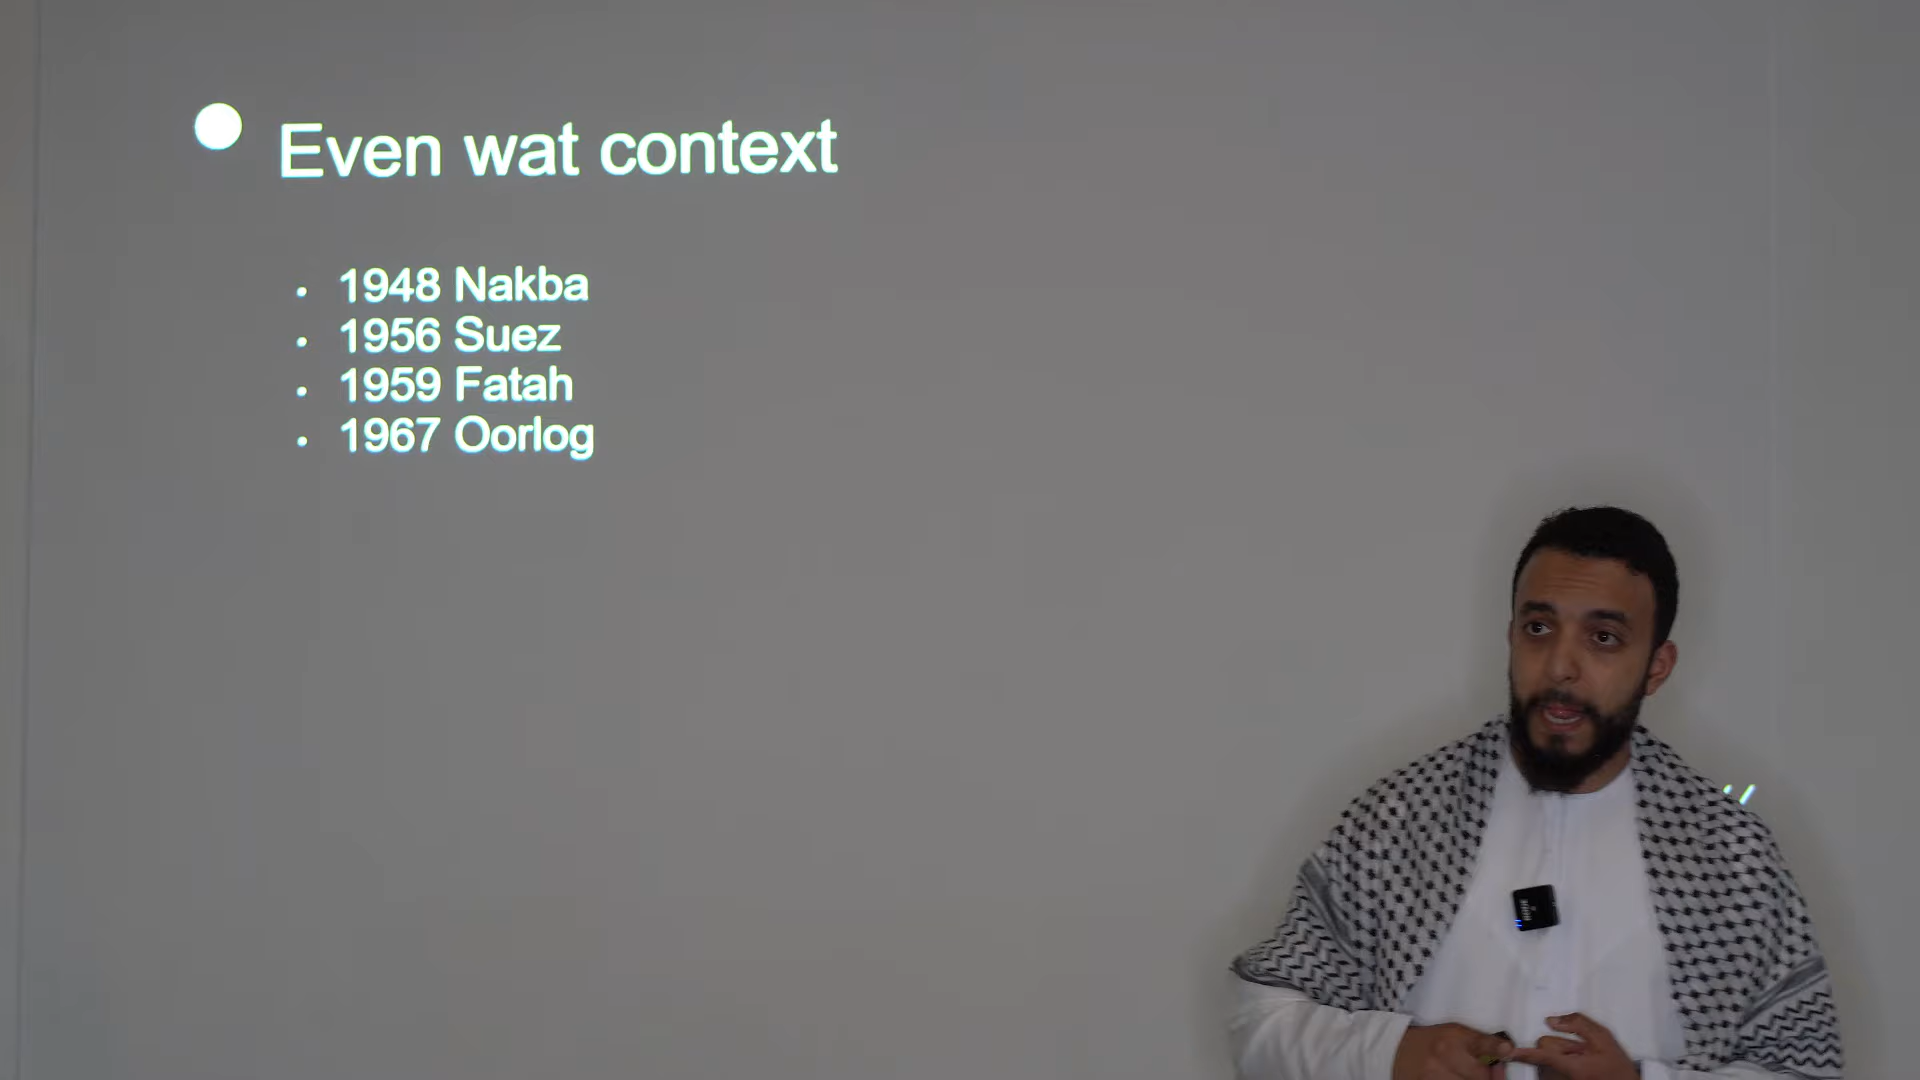 Even wat context
1948 Nakba
1956 Suez
1959 Fatah
1967 Oorlog